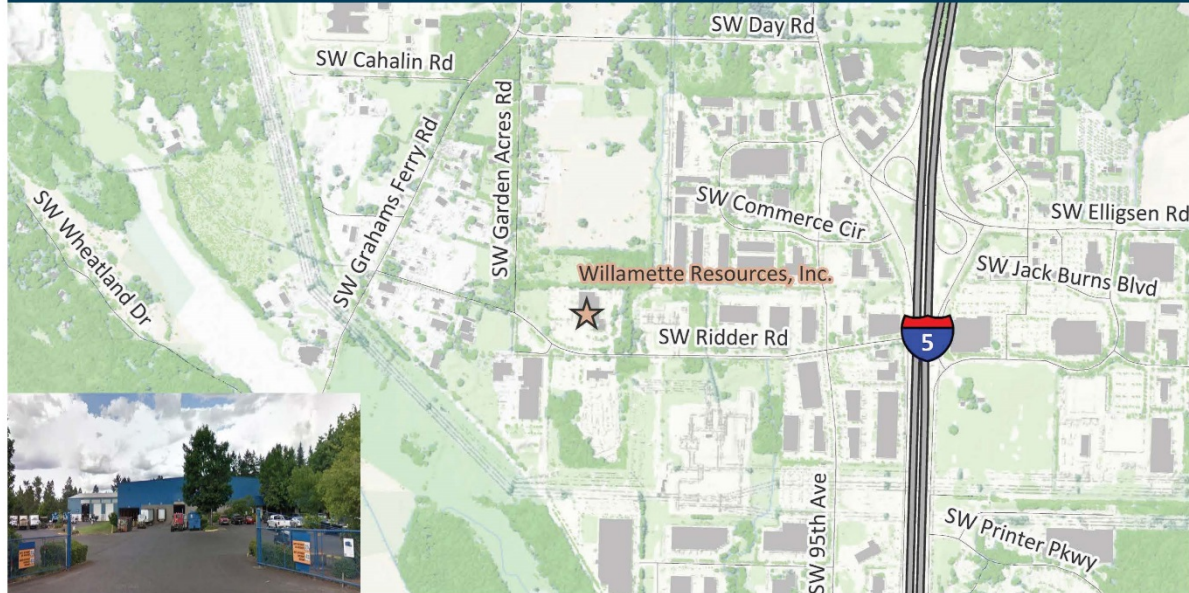 SW Day Rd
SW Cahalin Rd
SW Grahams Ferry Rd
SW Garden Acres Rd
SW Wheatland Dr
SW Commerce Cir
SW Elligsen Rd
SW Jack Burns Blvd
Willamette Resources, Inc.
SW Ridder Rd
5
SW 95th Ave
SW Printer Pkwy